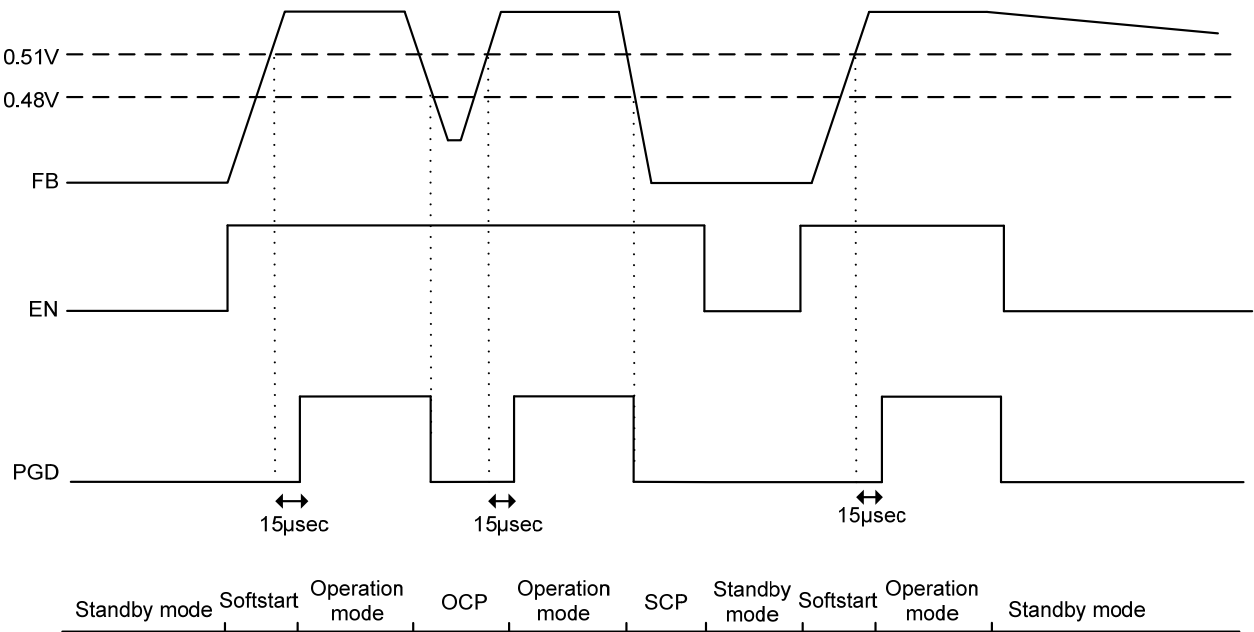 0.51V
0.48V
FB
EN
PGD
15µsec
15µsec
15µsec
Standby mode
Softstart
Operation
mode
OCP
Operation
mode
SCP
Standby
mode
Softstart
Operation
mode
Standby mode